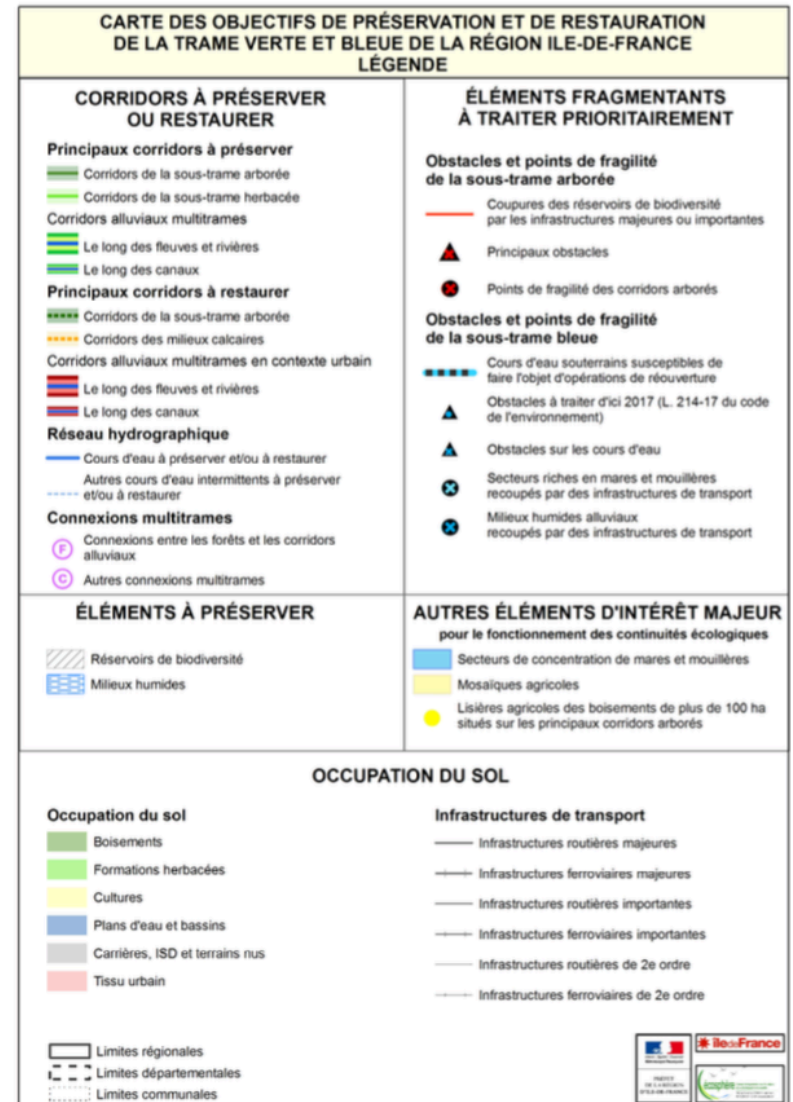 CARTE DES OBJECTIFS DE PRÉSERVATION ET DE RESTAURATION
DE LA TRAME VERTE ET BLEUE DE LA RÉGION ILE-DE-FRANCE
LÉGENDE
CORRIDORS À PRÉSERVER
OU RESTAURER
Principaux corridors à préserver
Corridors de la sous-trame arborée
Corridors de la sous-trame herbacée
Corridors alluviaux multitrames
Le long des fleuves et rivières
Le long des canaux
Principaux corridors à restaurer
Corridors de la sous-trame arborée
Corridors des milieux calcaires
Corridors alluviaux multitrames en contexte urbain
Le long des fleuves et rivières
Le long des canaux
Réseau hydrographique
Cours d'eau à préserver et/ou à restaurer
Autres cours d'eau intermittents à préserver
et/ou à restaurer
Connexions multitrames
F
Connexions entre les forêts et les corridors
alluviaux
C
Autres connexions multitrames
ÉLÉMENTS FRAGMENTANTS
À TRAITER PRIORITAIREMENT
Obstacles et points de fragilité
de la sous-trame arborée
Coupures des réservoirs de biodiversité
par les infrastructures majeures ou importantes
Principaux obstacles
Points de fragilité des corridors arborés
Obstacles et points de fragilité
de la sous-trame bleue
Cours d'eau souterrains susceptibles de
faire l'objet d'opérations de réouverture
Obstacles à traiter d'ici 2017 (L. 214-17 du code
de l'environnement)
Obstacles sur les cours d'eau
Secteurs riches en mares et mouillères
recoupés par des infrastructures de transport
Milieux humides alluviaux
recoupés par des infrastructures de transport
ÉLÉMENTS À PRÉSERVER
Réservoirs de biodiversité
Milieux humides
AUTRES ÉLÉMENTS D'INTÉRÊT MAJEUR
pour le fonctionnement des continuités écologiques
Secteurs de concentration de mares et mouillères
Mosaïques agricoles
Lisières agricoles des boisements de plus de 100 ha
situés sur les principaux corridors arborés
OCCUPATION DU SOL
Occupation du sol
Boisements
Formations herbacées
Cultures
Plans d'eau et bassins
Carrières, ISD et terrains nus
Tissu urbain
Infrastructures de transport
Infrastructures routières majeures
Infrastructures ferroviaires majeures
Infrastructures routières importantes
Infrastructures ferroviaires importantes
Infrastructures routières de 2e ordre
Infrastructures ferroviaires de 2e ordre
Limites régionales
Limites départementales
Limites communales
PRÉFET
DE LA RÉGION
D'ILE-DE-FRANCE
îledeFrance
écosphère